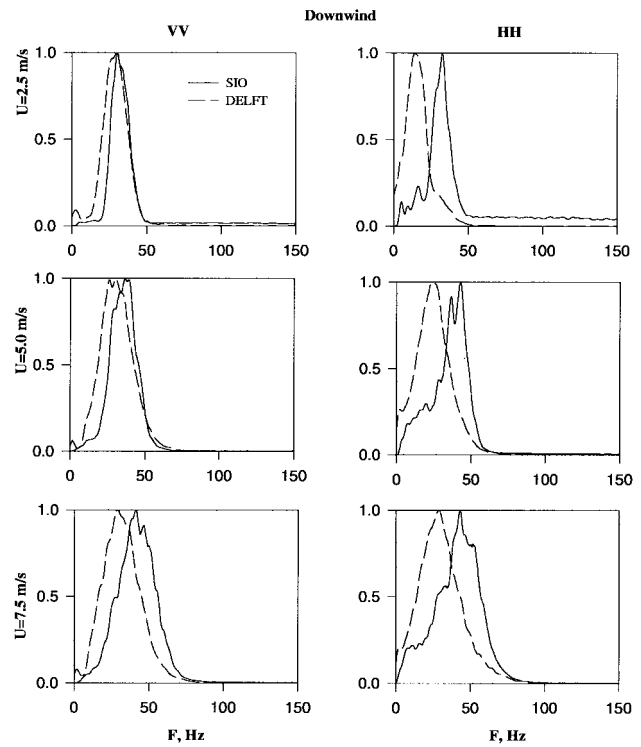 Downwind
VV HH
U=2.5 m/s
1.0 1.0
SIO
DELFT
0.5 0.5
0.0 0.0
0 50 100 150 0 50 100 150
U=5.0 m/s
1.0 1.0
0.5 0.5
0.0 0.0
0 50 100 150 0 50 100 150
U=7.5 m/s
1.0 1.0
0.5 0.5
0.0 0.0
0 50 100 150 0 50 100 150
F, Hz F, Hz